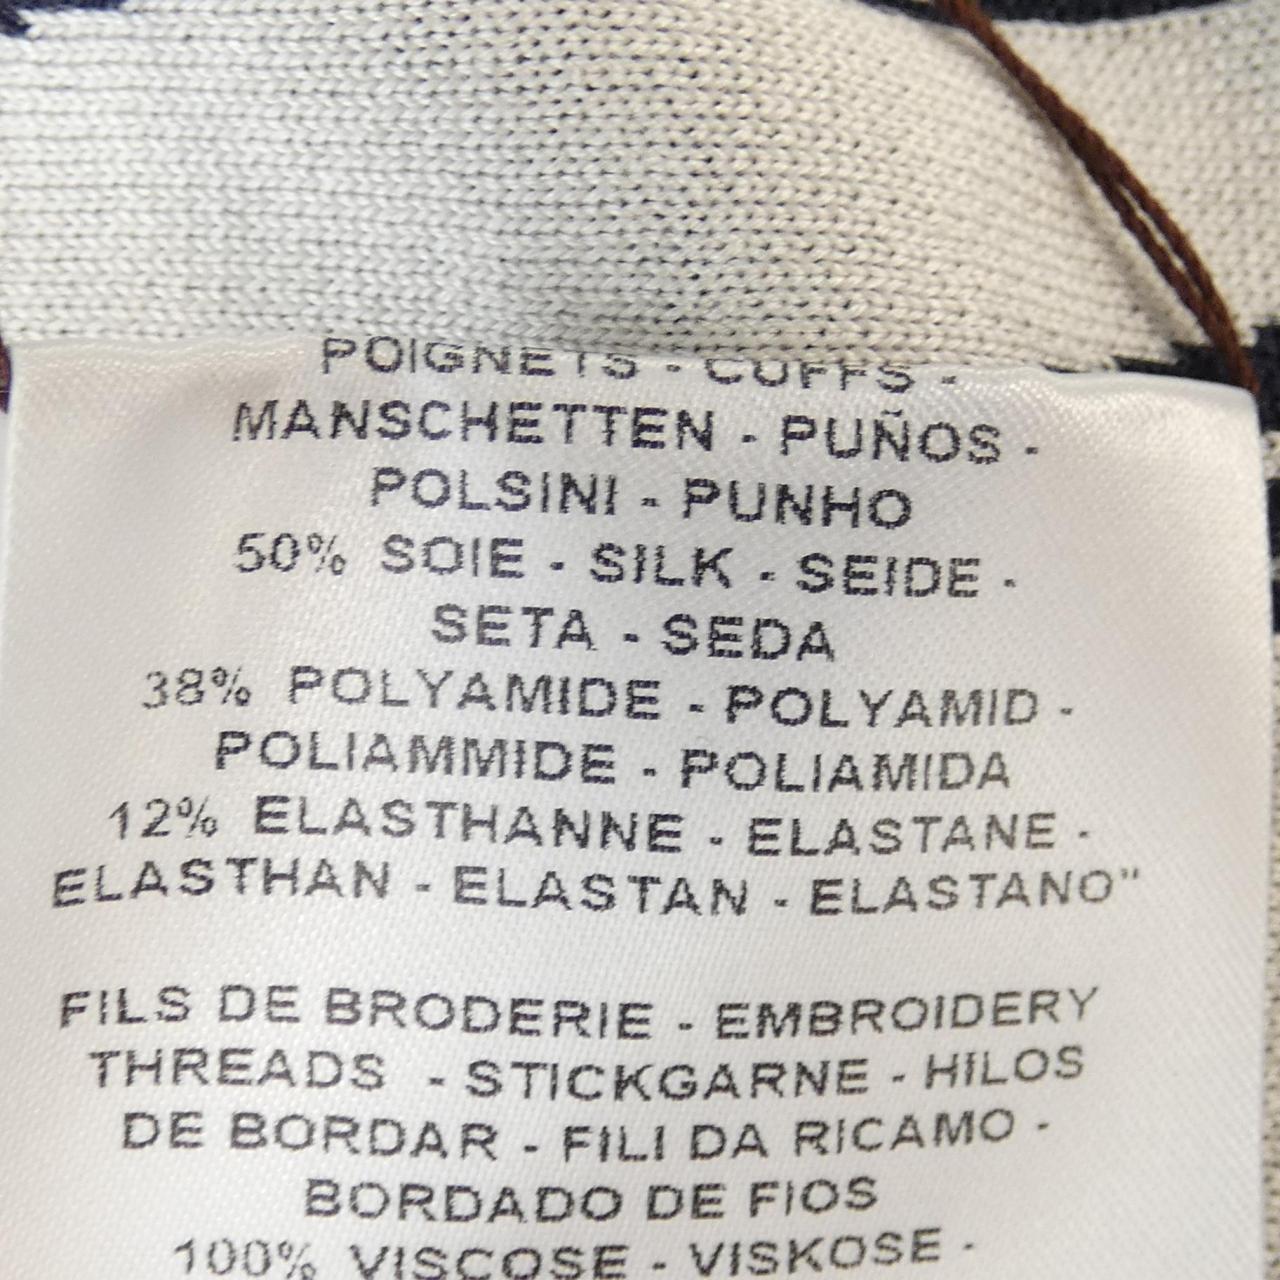 POIGNETS - CUFFS -
MANSCHETTEN - PUÑOS -
POLSINI - PUNHO
50% SOIE - SILK - SEIDE -
SETA - SEDA
38% POLYAMIDE - POLYAMID -
POLIAMMIDE - POLIAMIDA
12% ELASTHANNE - ELASTANE -
ELASTHAN - ELASTAN - ELASTANO"
FILS DE BRODERIE - EMBROIDERY
THREADS - STICKGARNE - HILOS
DE BORDAR - FILI DA RICAMO -
BORDADO DE FIOS
100% VISCOSE - VISKOSE -